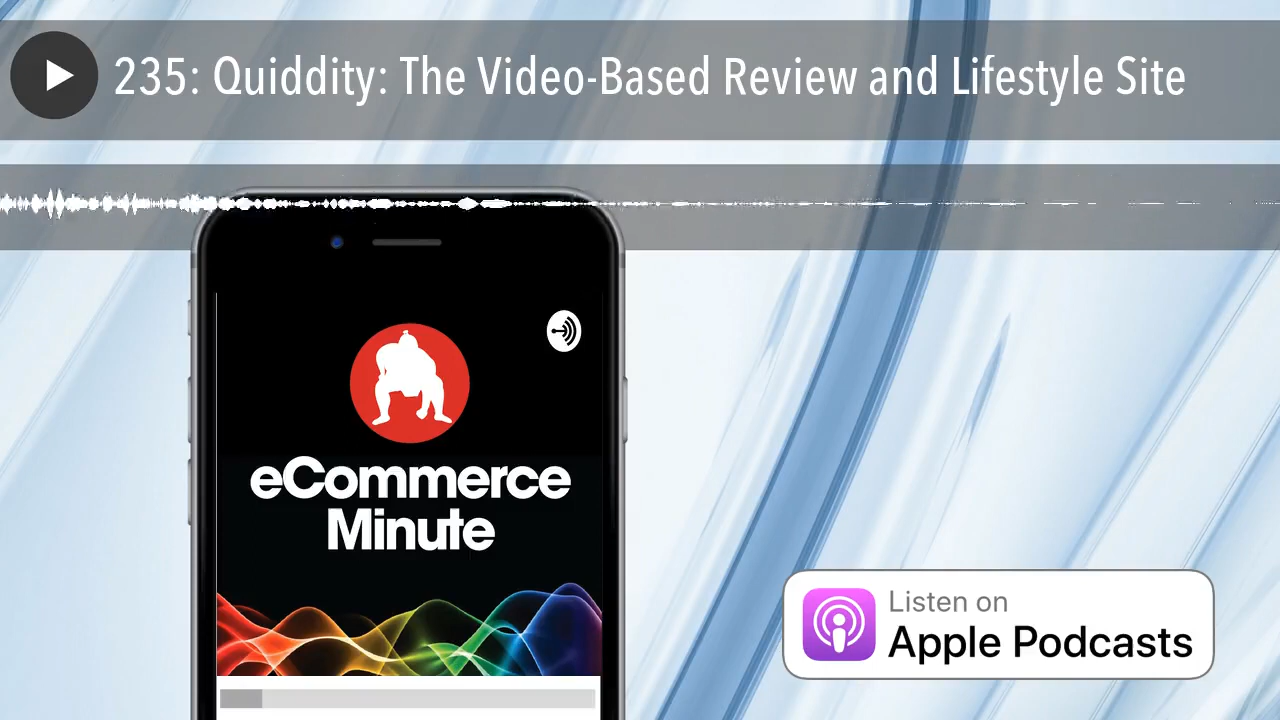 235: Quiddity: The Video-Based Review and Lifestyle Site
eCommerce
Minute
Listen on
Apple Podcasts